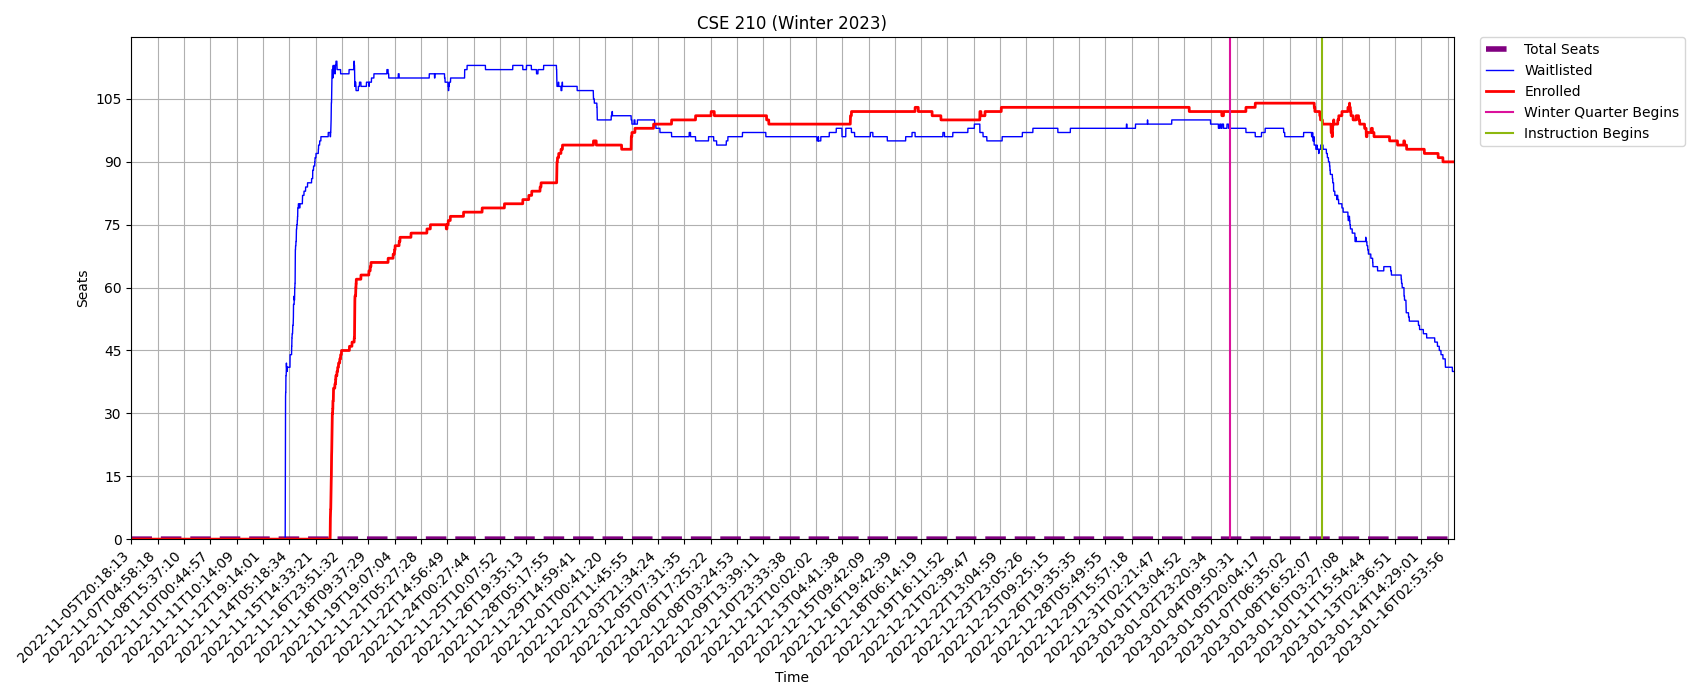 CSE 210 (Winter 2023)
Total Seats
Waitlisted
Enrolled
Winter Quarter Begins
Instruction Begins
Seats
105
90
75
60
45
30
15
0
2022-11-05T20:18:13
2022-11-07T04:58:18
2022-11-08T15:37:10
2022-11-10T00:44:57
2022-11-11T10:14:09
2022-11-12T19:14:01
2022-11-14T05:18:34
2022-11-15T14:33:21
2022-11-16T23:51:32
2022-11-18T09:37:29
2022-11-19T19:07:04
2022-11-21T05:27:28
2022-11-22T14:56:49
2022-11-24T00:27:44
2022-11-25T10:07:52
2022-11-26T19:35:13
2022-11-28T05:17:55
2022-11-29T14:59:41
2022-12-01T00:41:20
2022-12-02T11:45:55
2022-12-03T21:34:24
2022-12-05T07:31:35
2022-12-06T17:25:22
2022-12-08T03:24:53
2022-12-09T13:39:11
2022-12-10T23:33:38
2022-12-12T10:02:02
2022-12-13T04:41:38
2022-12-15T09:42:09
2022-12-16T19:42:39
2022-12-18T06:14:19
2022-12-19T16:11:52
2022-12-21T02:39:47
2022-12-22T13:04:59
2022-12-23T23:05:26
2022-12-25T09:25:15
2022-12-26T19:35:35
2022-12-28T05:49:55
2022-12-29T15:57:18
2022-12-31T02:21:47
2023-01-01T13:04:52
2023-01-02T23:20:34
2023-01-04T09:50:31
2023-01-05T20:04:17
2023-01-07T06:35:02
2023-01-08T16:52:07
2023-01-10T03:27:08
2023-01-11T15:54:44
2023-01-13T02:36:51
2023-01-14T14:29:01
2023-01-16T02:53:56
Time